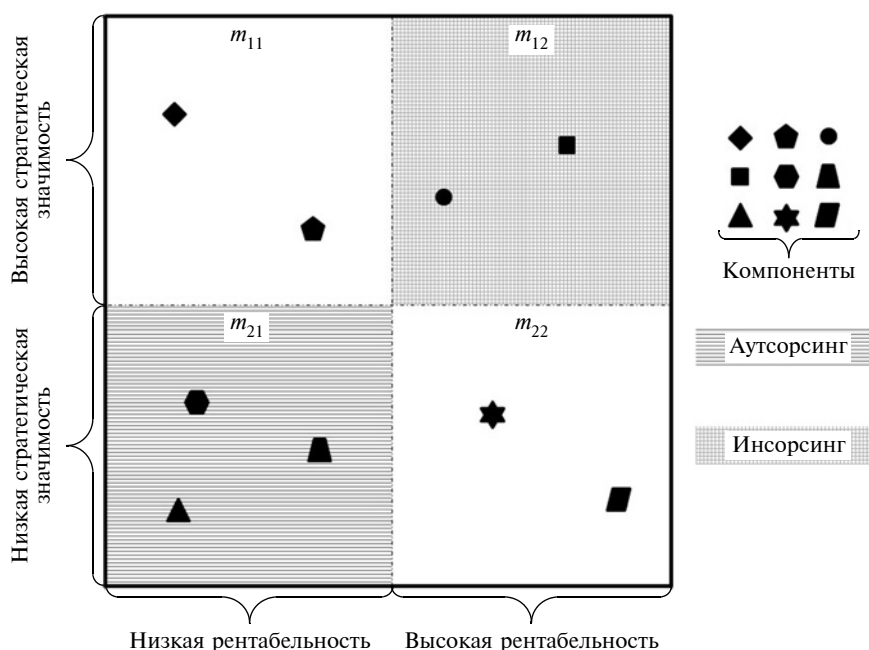 Высокая стратегическая
значимость
m11
m12
Компоненты
Низкая стратегическая
значимость
m21
m22
Аутсорсинг
Инсорсинг
Низкая рентабельность
Высокая рентабельность